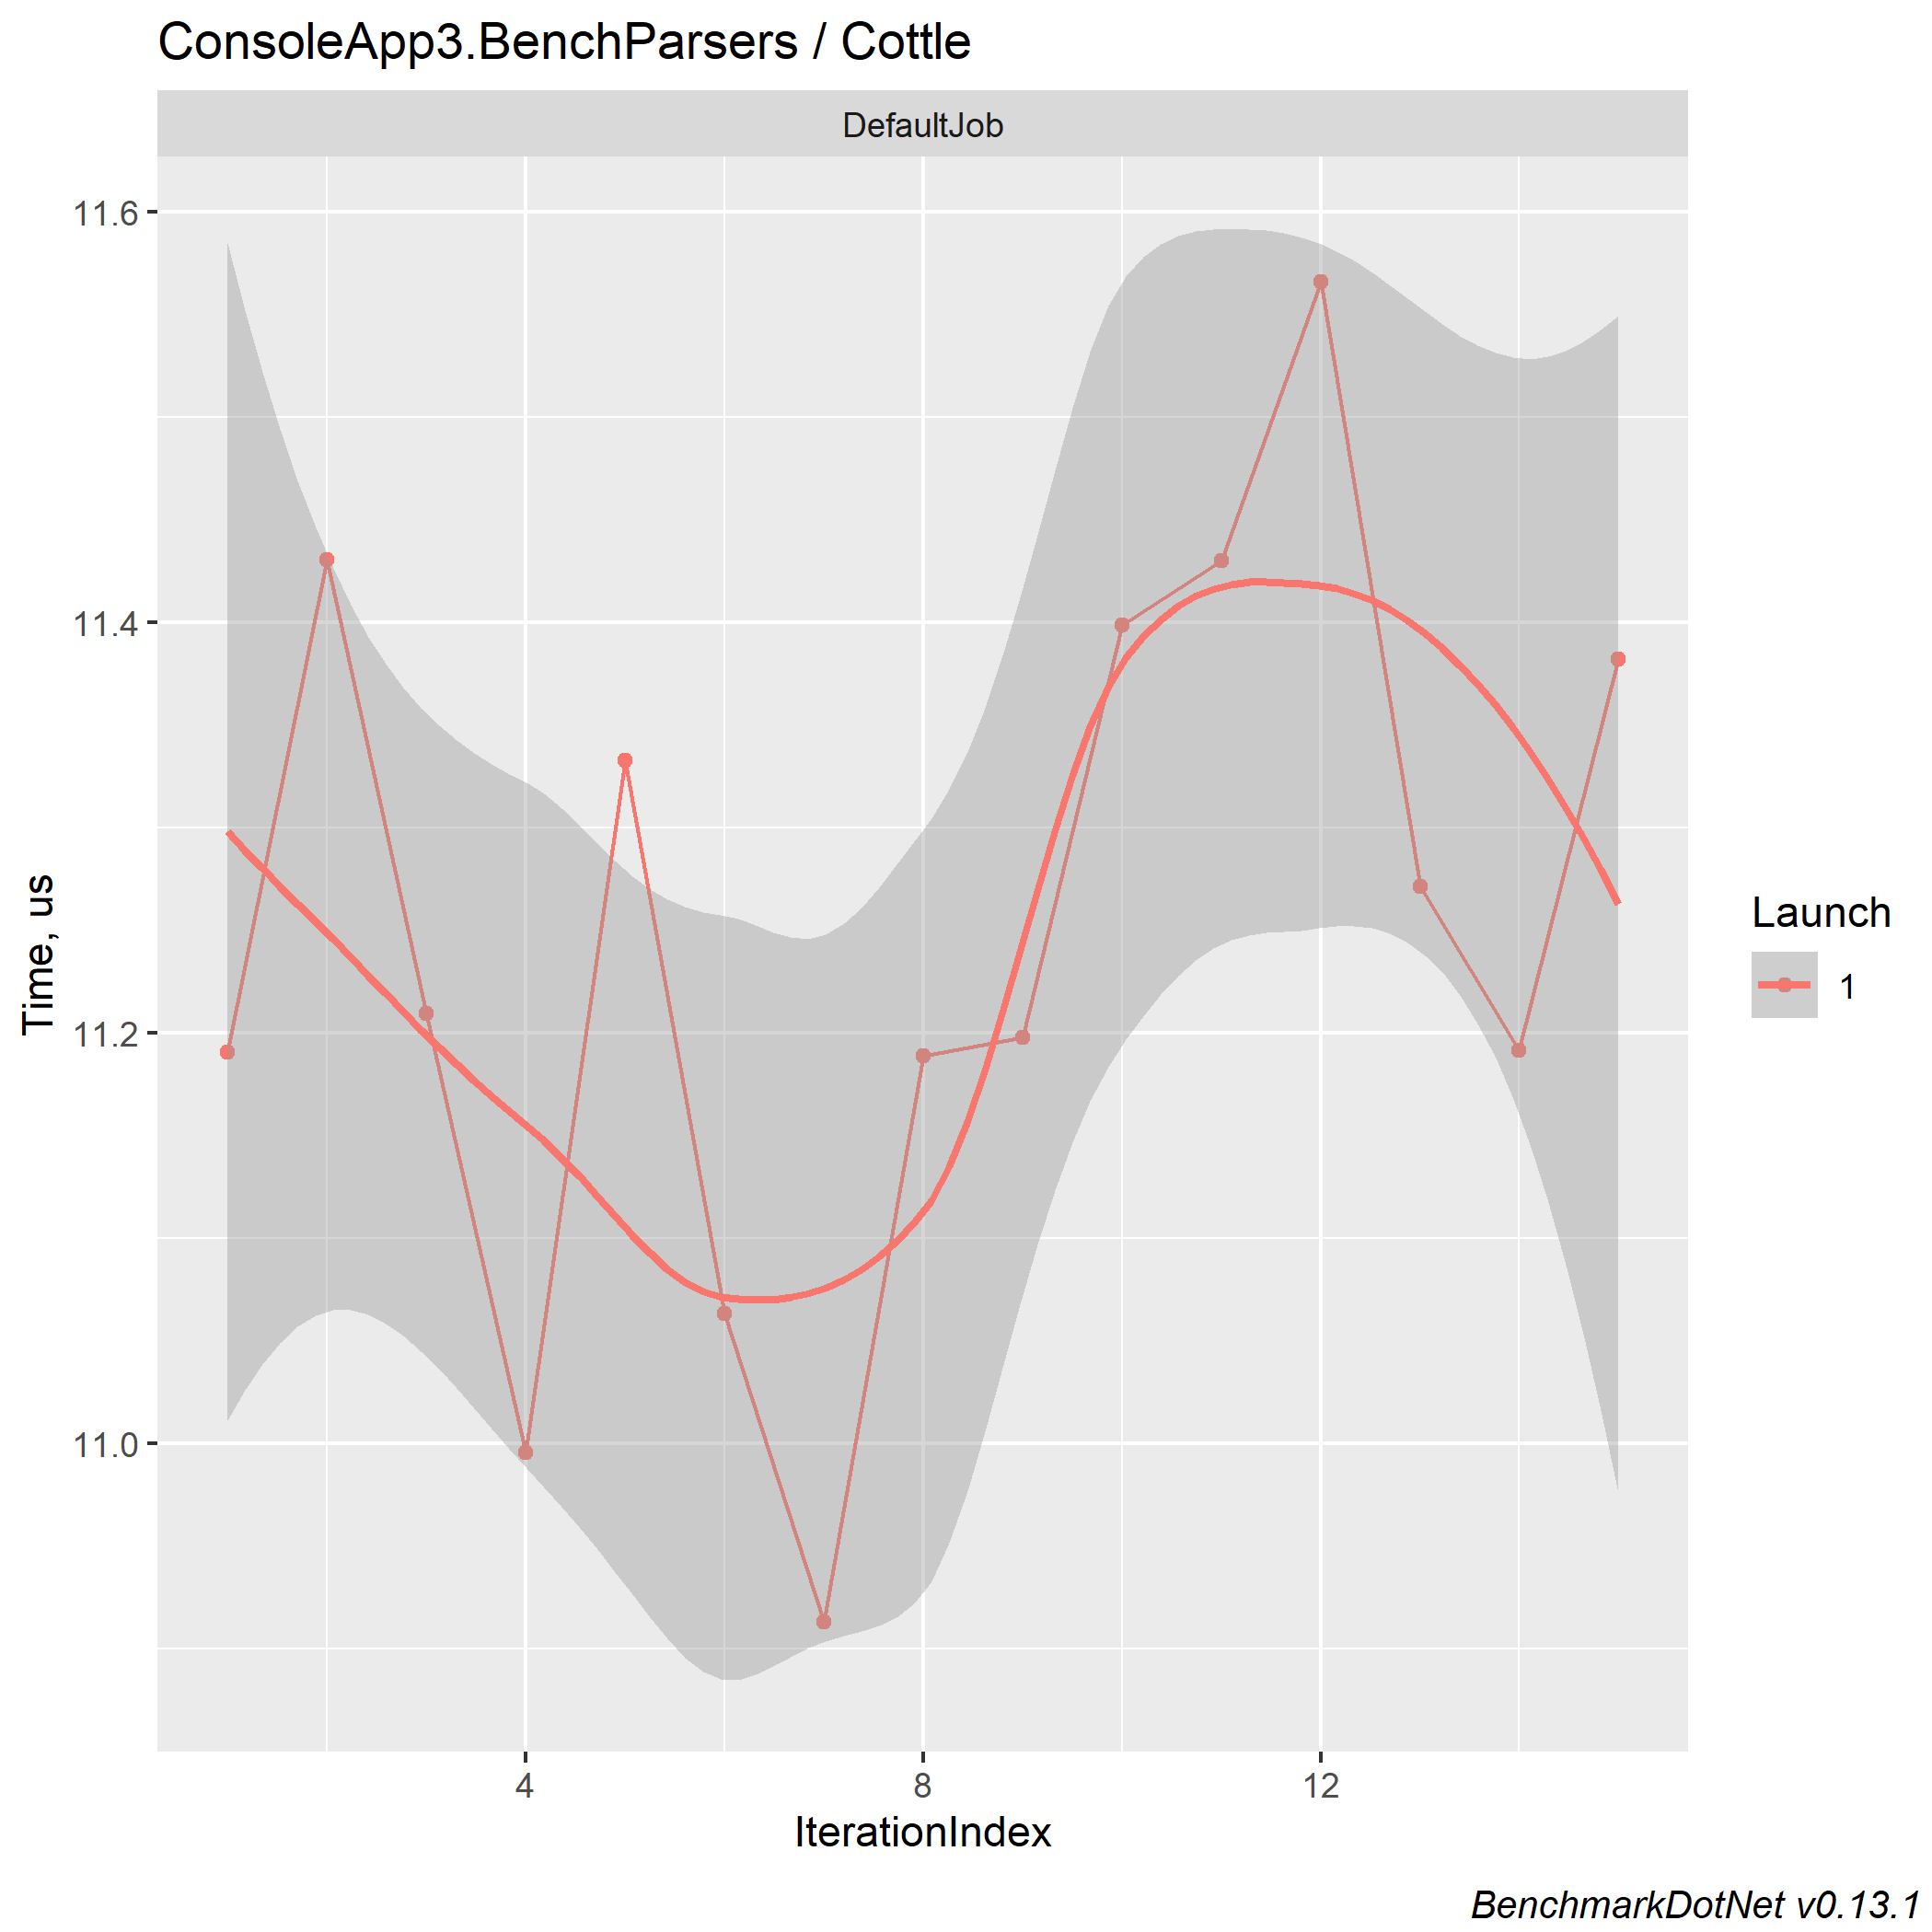 ConsoleApp3.BenchParsers / Cottle
DefaultJob
11.6
11.4
11.2
11.0
Time, us
4 8 12
IterationIndex
Launch
1
BenchmarkDotNet v0.13.1